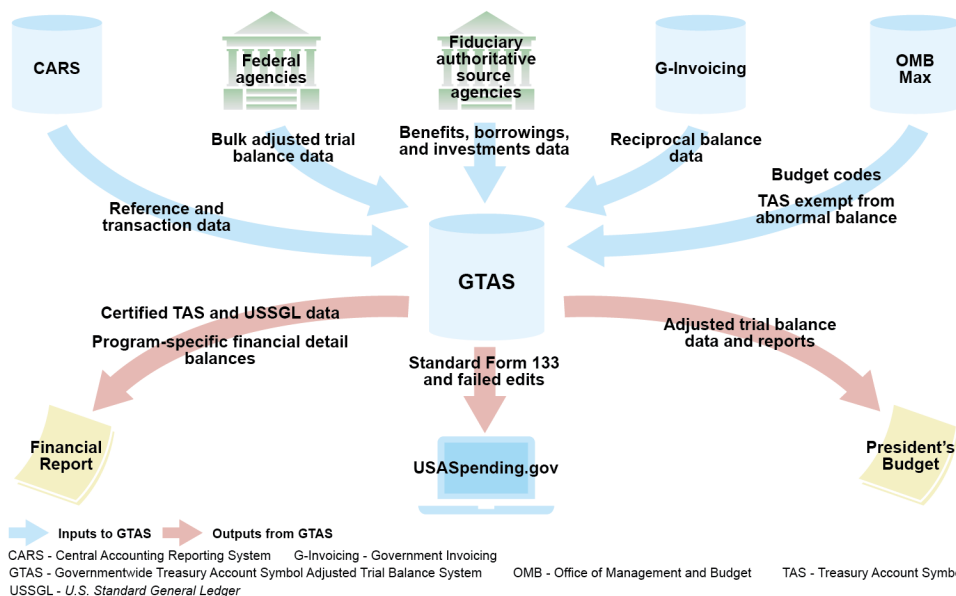 CARS
Federal
agencies
Fiduciary
authoritative
source
agencies
G-Invoicing
OMB
Max
Bulk adjusted trial
balance data
Benefits, borrowings,
and investments data
Reciprocal balance
data
Budget codes
TAS exempt from
abnormal balance
Reference and
transaction data
GTAS
Certified TAS and USSGL data
Program-specific financial detail
balances
Standard Form 133
and failed edits
Adjusted trial balance
data and reports
Financial
Report
USASpending.gov
President's
Budget
Inputs to GTAS
Outputs from GTAS
CARS - Central Accounting Reporting System
G-Invoicing - Government Invoicing
GTAS - Governmentwide Treasury Account Symbol Adjusted Trial Balance System
OMB - Office of Management and Budget
TAS - Treasury Account Symbo
USSGL - U.S. Standard General Ledger